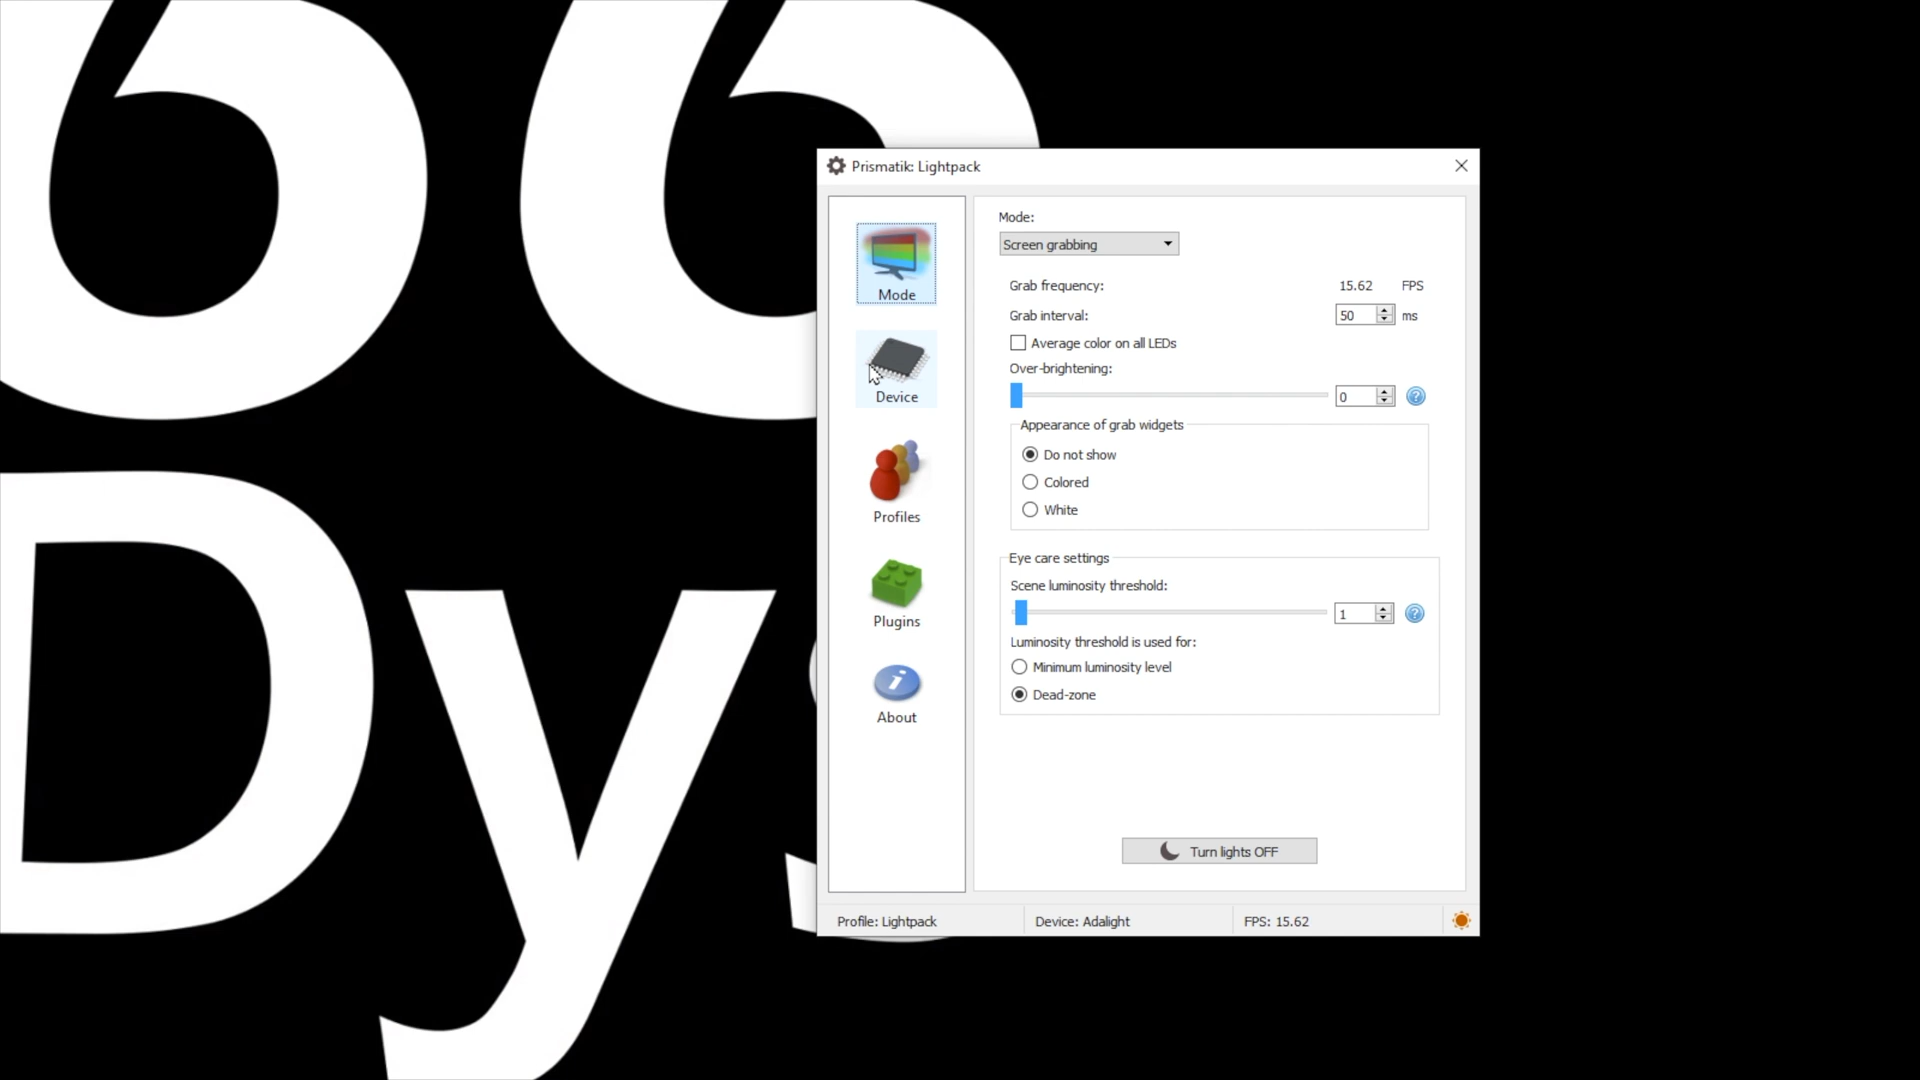 66
Dy
Prismatik: Lightpack
Mode
Device
Profiles
Plugins
About
Mode:
Screen grabbing
Grab frequency: 15.62 FPS
Grab interval: 50 ms
Average color on all LEDs
Over-brightening:
0
Appearance of grab widgets
Do not show
Colored
White
Eye care settings
Scene luminosity threshold:
1
Luminosity threshold is used for:
Minimum luminosity level
Dead-zone
Turn lights OFF
Profile: Lightpack Device: Adalight FPS: 15.62